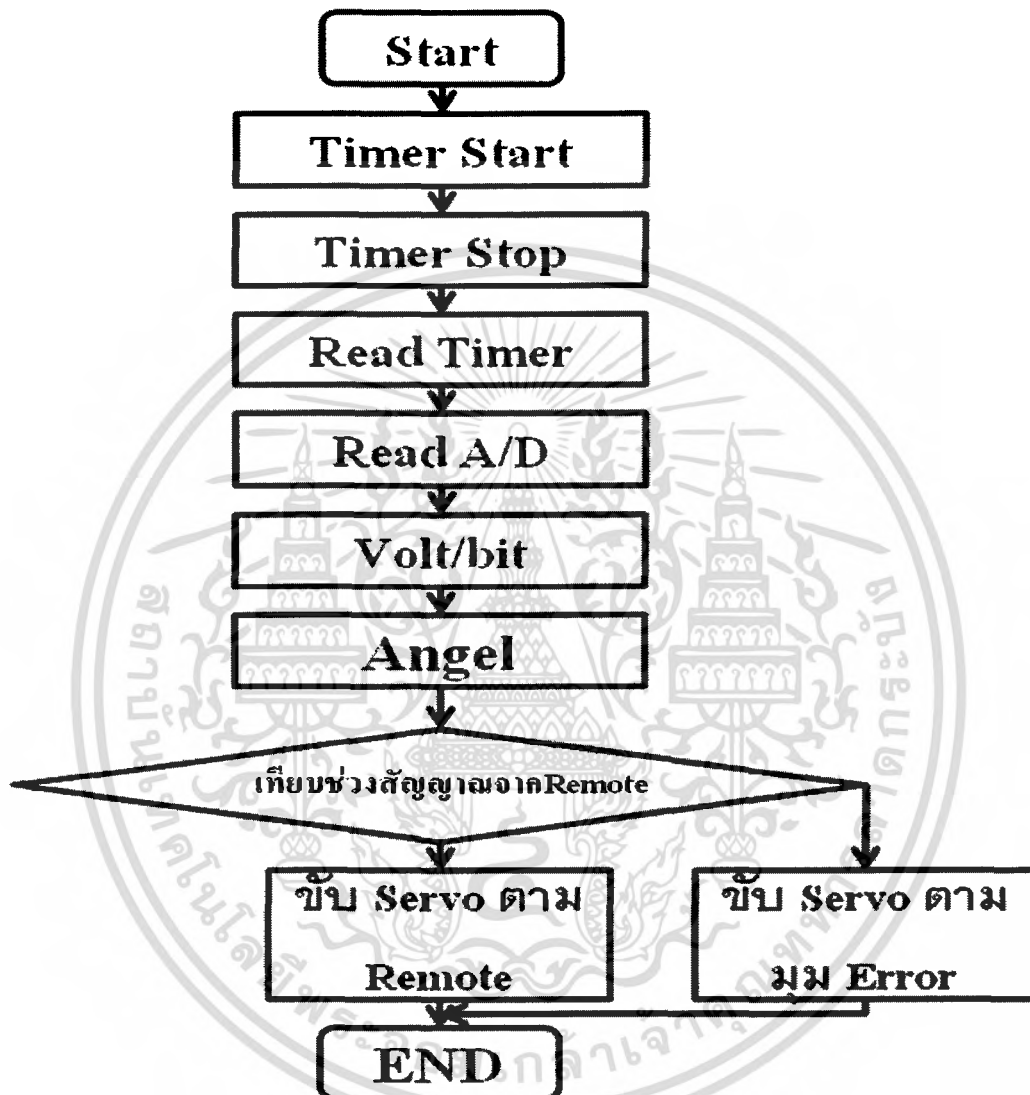 Start
Timer Start
Timer Stop
Read Timer
Read A/D
Volt/bit
Angel
เทียบช่วงสัญญาณจากRemote
ขับ Servo ตาม
Remote
ขับ Servo ตาม
มุม Error
END